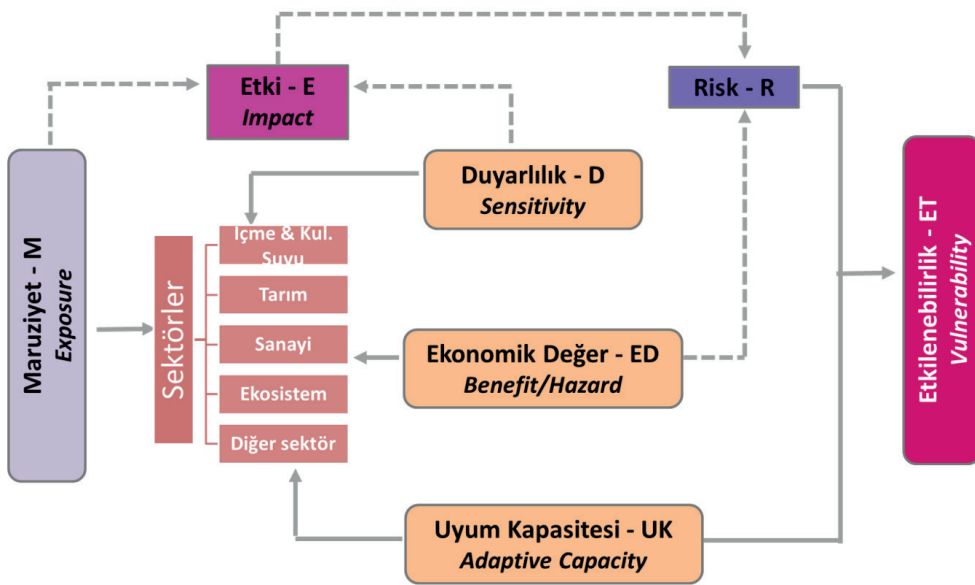 Etki - E
Impact
Risk - R
Duyarlılık - D
Sensitivity
Maruziyet - M
Exposure
Sektörler
İçme & Kul.
Suyu
Tarım
Sanayi
Ekosistem
Diğer sektör
Ekonomik Değer - ED
Benefit/Hazard
Uyum Kapasitesi - UK
Adaptive Capacity
Etkilenebilirlik - ET
Vulnerability